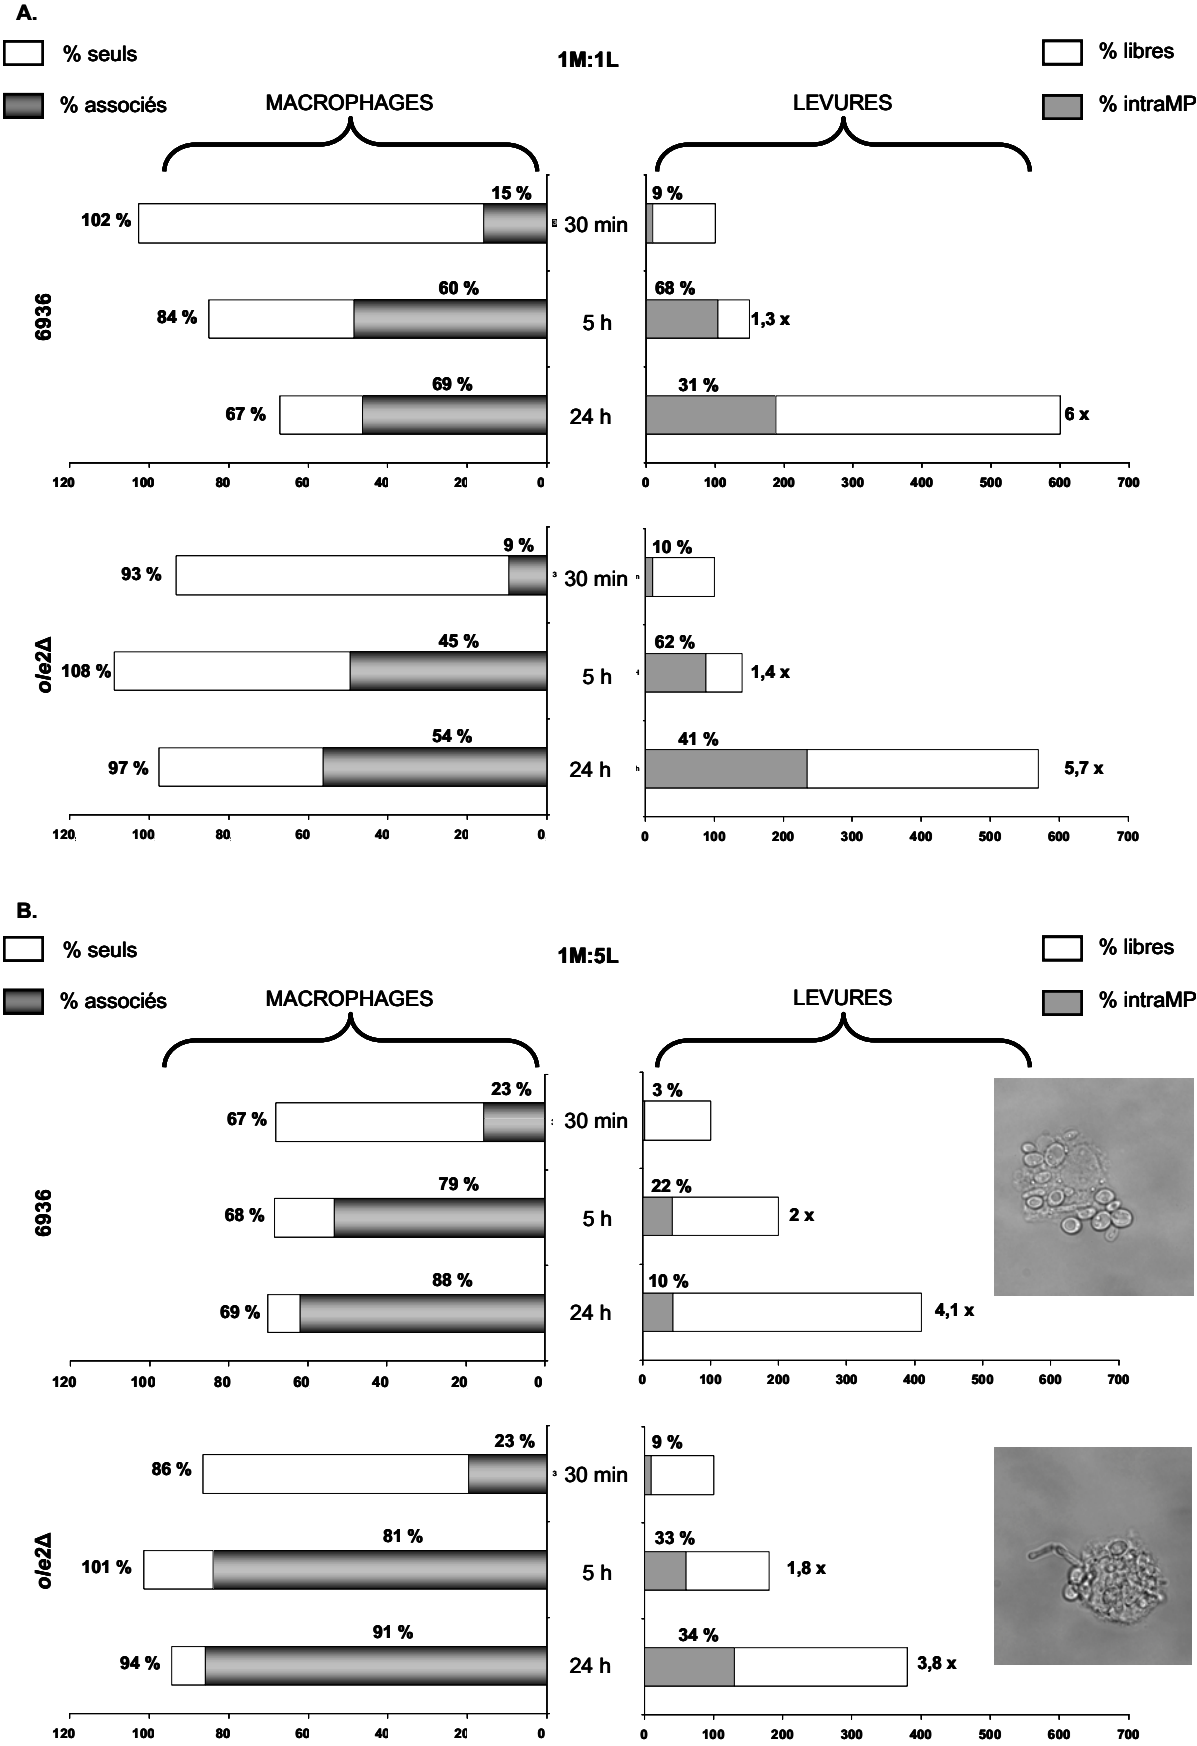 A.
% seuls
1M:1L
% libres
% associés
MACROPHAGES
LEVURES
% intraMP
6936
15 %
102 %
30 min
9 %
60 %
84 %
5 h
68 %
1,3 x
69 %
67 %
24 h
31 %
6 x
120 100 80 60 40 20 0
0 100 200 300 400 500 600 700
ole2Δ
9 %
93 %
30 min
10 %
45 %
108 %
5 h
62 %
1,4 x
54 %
97 %
24 h
41 %
5,7 x
120 100 80 60 40 20 0
0 100 200 300 400 500 600 700
B.
% seuls
1M:5L
% libres
% associés
MACROPHAGES
LEVURES
% intraMP
6936
23 %
67 %
30 min
3 %
79 %
68 %
5 h
22 %
2 x
88 %
69 %
24 h
10 %
4,1 x
120 100 80 60 40 20 0
0 100 200 300 400 500 600 700
ole2Δ
23 %
86 %
30 min
9 %
81 %
101 %
5 h
33 %
1,8 x
91 %
94 %
24 h
34 %
3,8 x
120 100 80 60 40 20 0
0 100 200 300 400 500 600 700